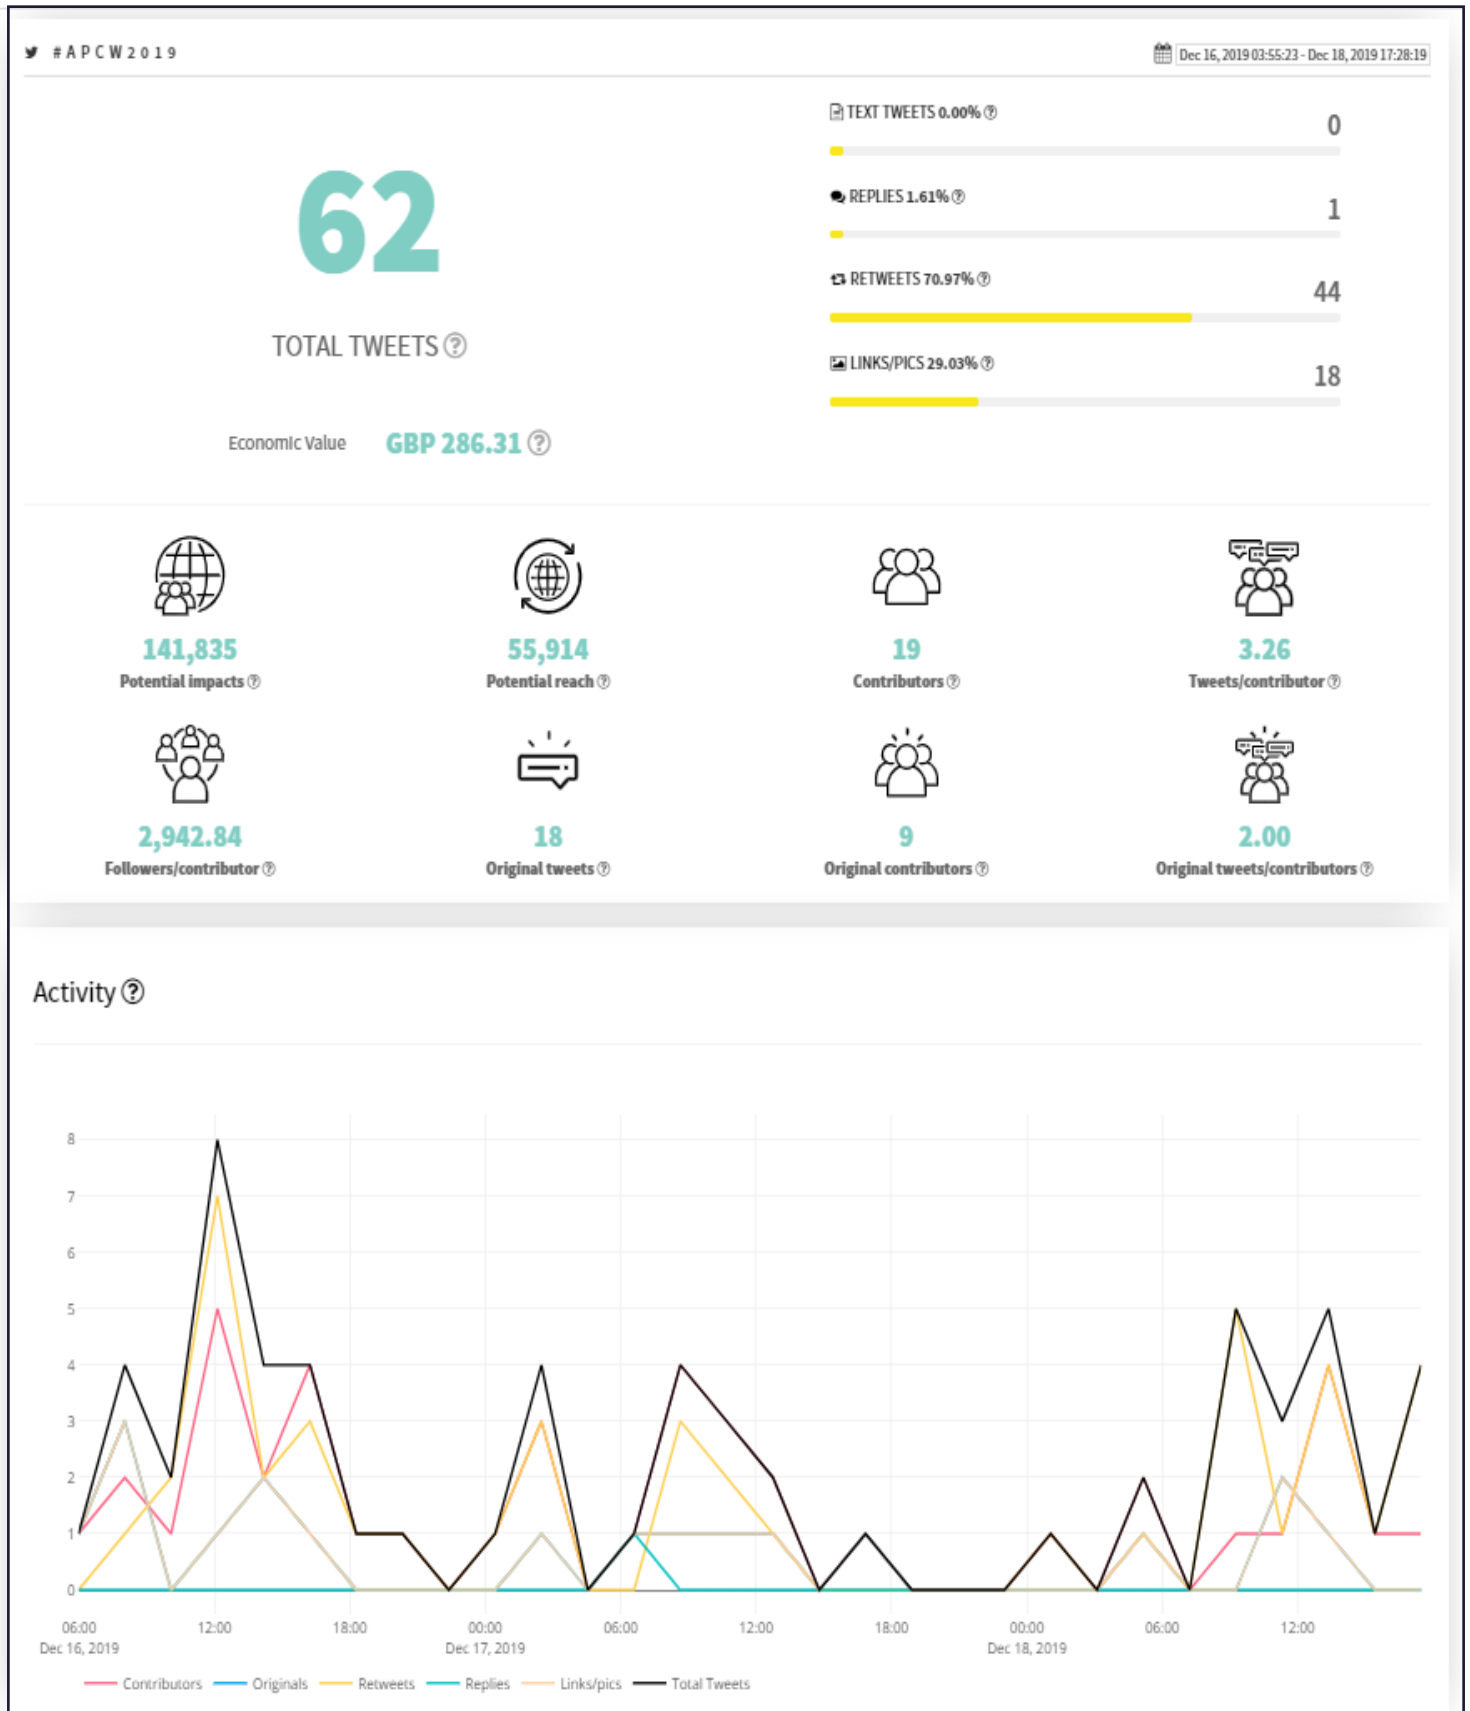 #APCW2019
Dec 16, 2019 03:55:23 - Dec 18, 2019 17:28:19
62
TOTAL TWEETS
Economic Value GBP 286.31
TEXT TWEETS 0.00%
0
REPLIES 1.61%
1
RETWEETS 70.97%
44
LINKS/PICS 29.03%
18
141,835
Potential impacts
55,914
Potential reach
19
Contributors
3.26
Tweets/contributor
2,942.84
Followers/contributor
18
Original tweets
9
Original contributors
2.00
Original tweets/contributors
Activity
8
7
6
5
4
3
2
1
0
06:00 12:00 18:00 00:00 06:00 12:00 18:00 00:00 06:00 12:00
Dec 16, 2019 Dec 17, 2019 Dec 18, 2019
Contributors Originals Retweets Replies Links/pics Total Tweets